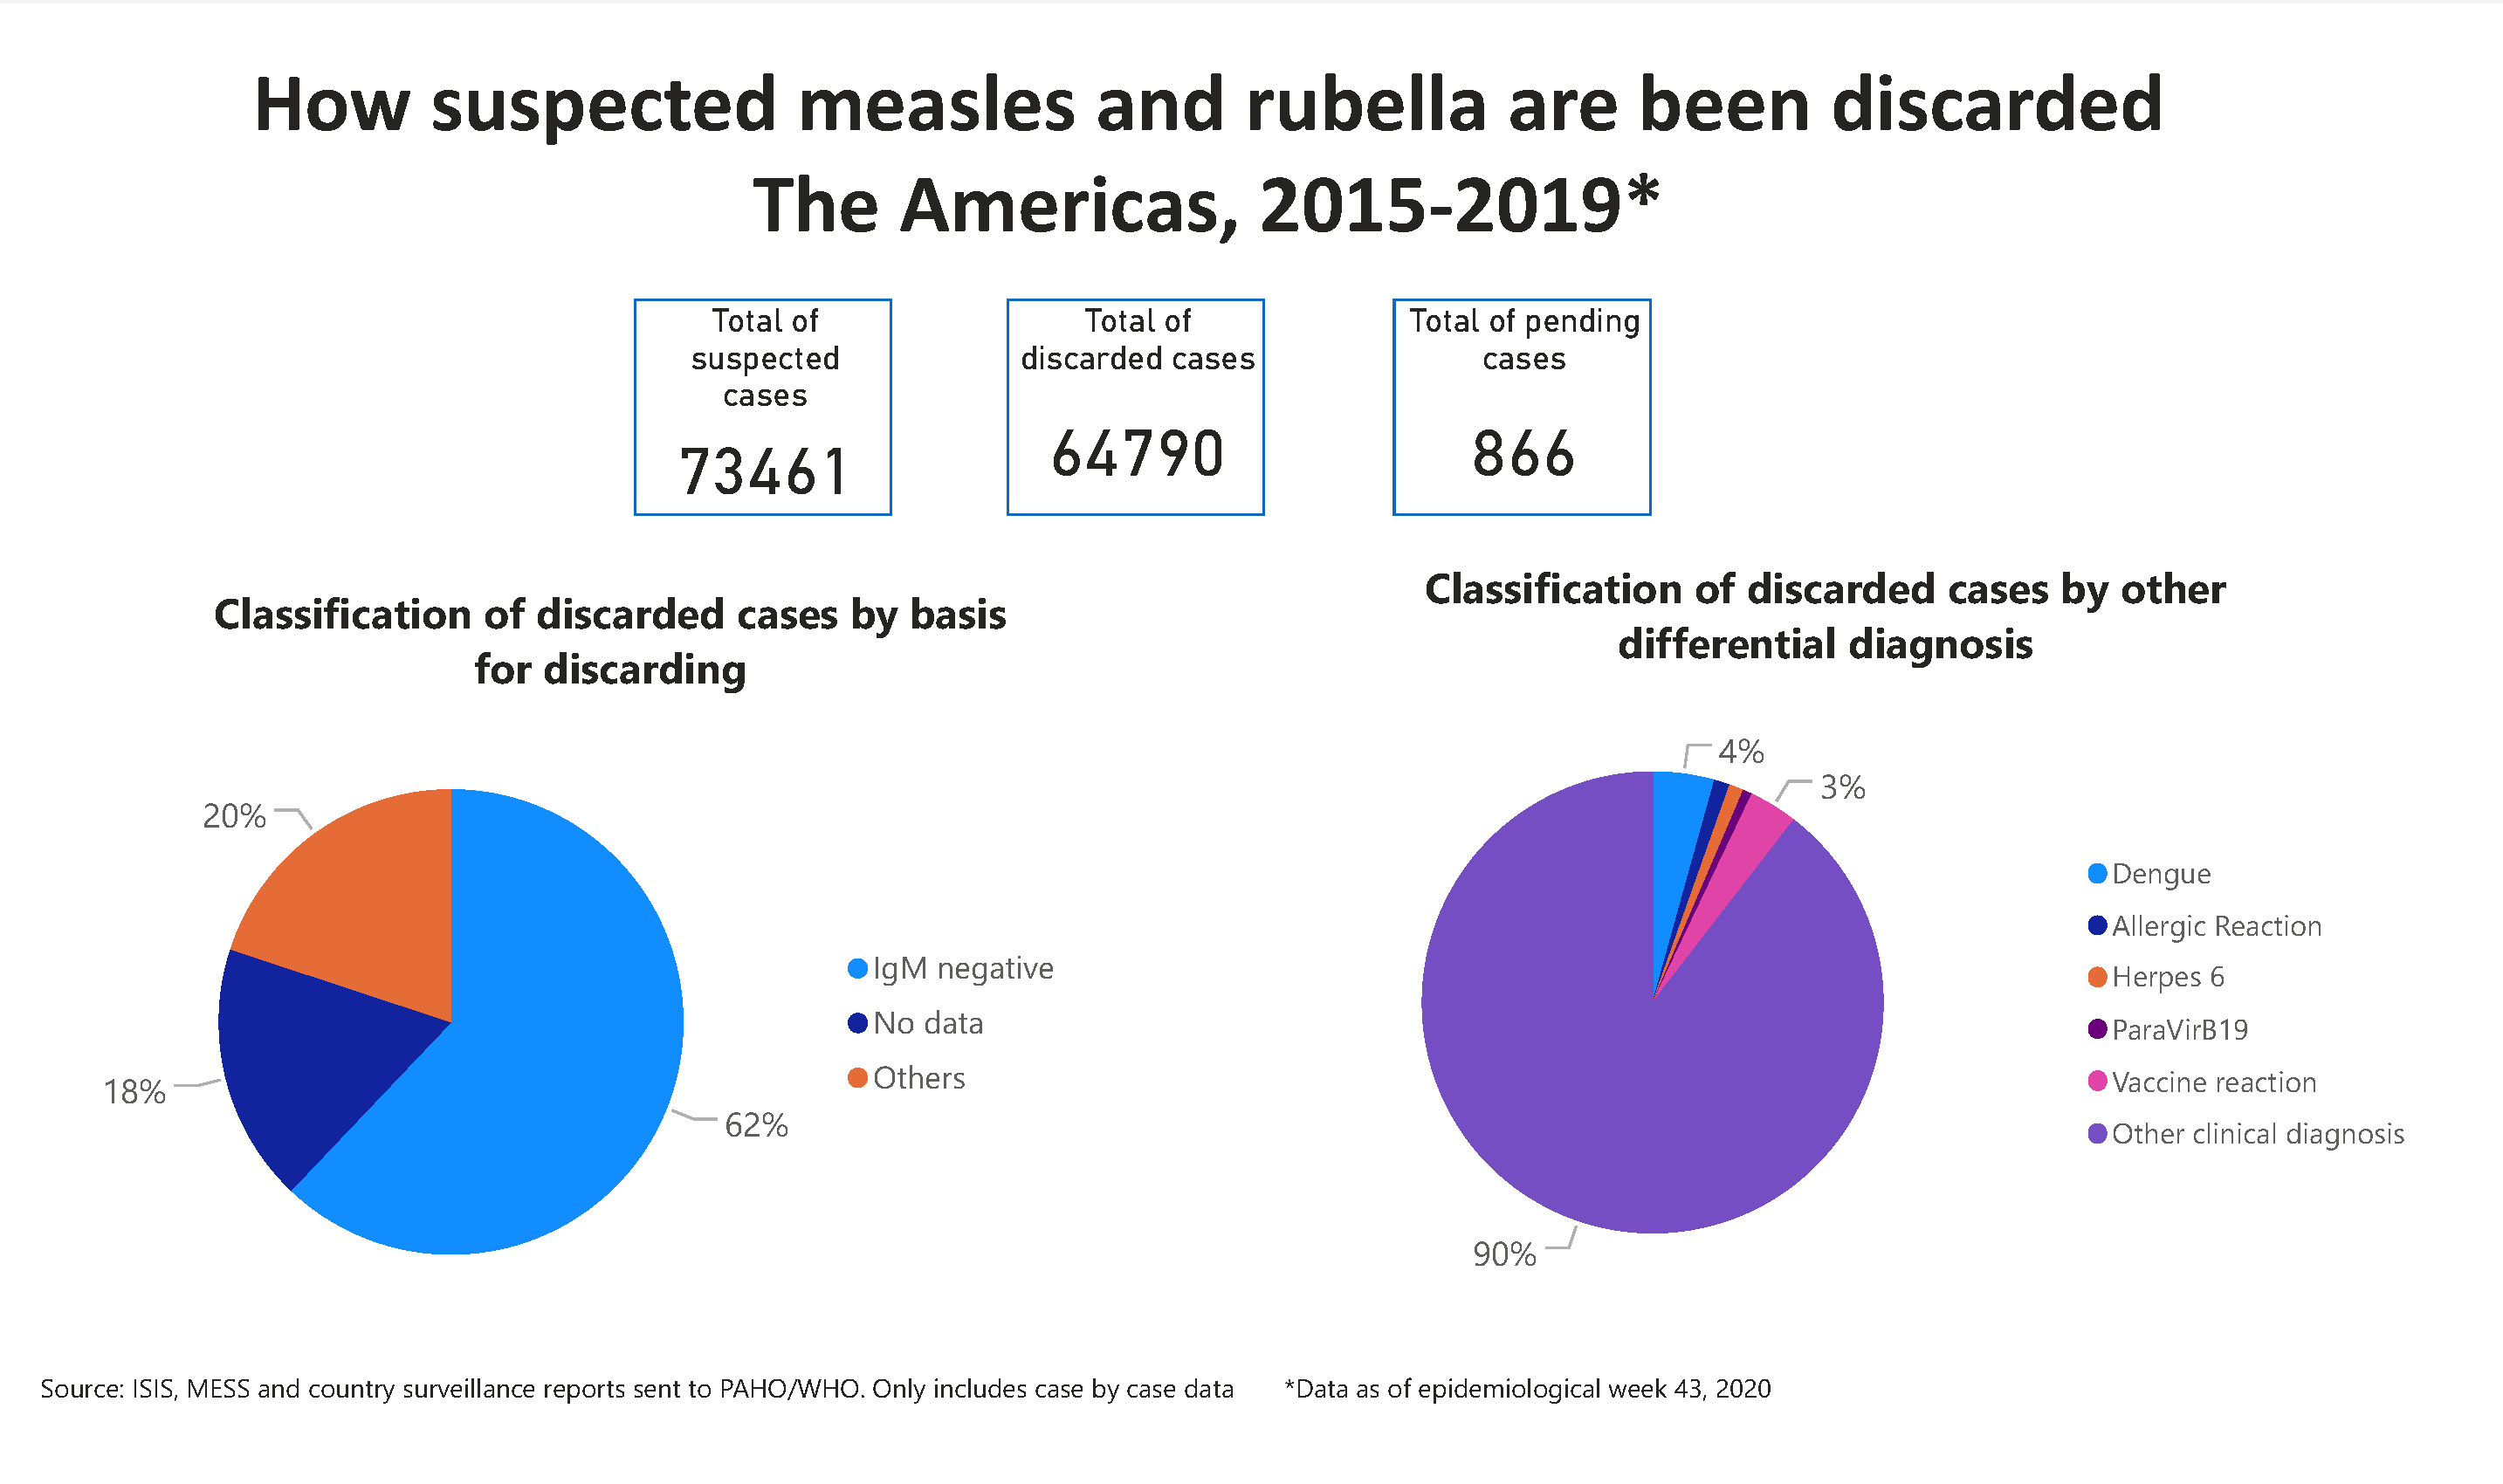 How suspected measles and rubella are been discarded
The Americas, 2015-2019*
Total of
suspected
cases
73461
Total of
discarded cases
64790
Total of pending
cases
866
Classification of discarded cases by basis
for discarding
20%
18%
62%
IgM negative
No data
Others
Classification of discarded cases by other
differential diagnosis
4%
3%
90%
Dengue
Allergic Reaction
Herpes 6
ParaVirB19
Vaccine reaction
Other clinical diagnosis
Source: ISIS, MESS and country surveillance reports sent to PAHO/WHO. Only includes case by case data
*Data as of epidemiological week 43, 2020